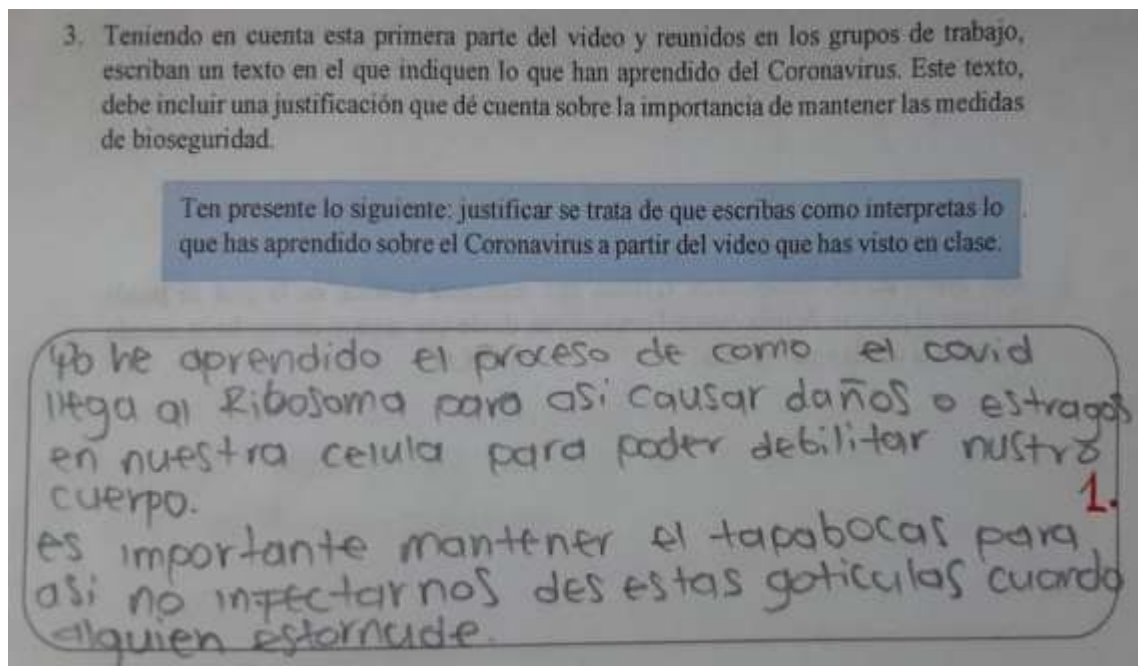 3. Teniendo en cuenta esta primera parte del video y reunidos en los grupos de trabajo,
escriban un texto en el que indiquen lo que han aprendido del Coronavirus. Este texto,
debe incluir una justificación que dé cuenta sobre la importancia de mantener las medidas
de bioseguridad.
Ten presente lo siguiente: justificar se trata de que escribas como interpretas lo
que has aprendido sobre el Coronavirus a partir del video que has visto en clase.
Yo he aprendido el proceso de como el covid
llega al Ribosoma para asi causar daños o estragos
en nuestra celula para poder debilitar nustro
cuerpo.
1.
es importante mantener el tapabocas para
asi no infectarnos des estas goticulas cuando
alguien estornude.